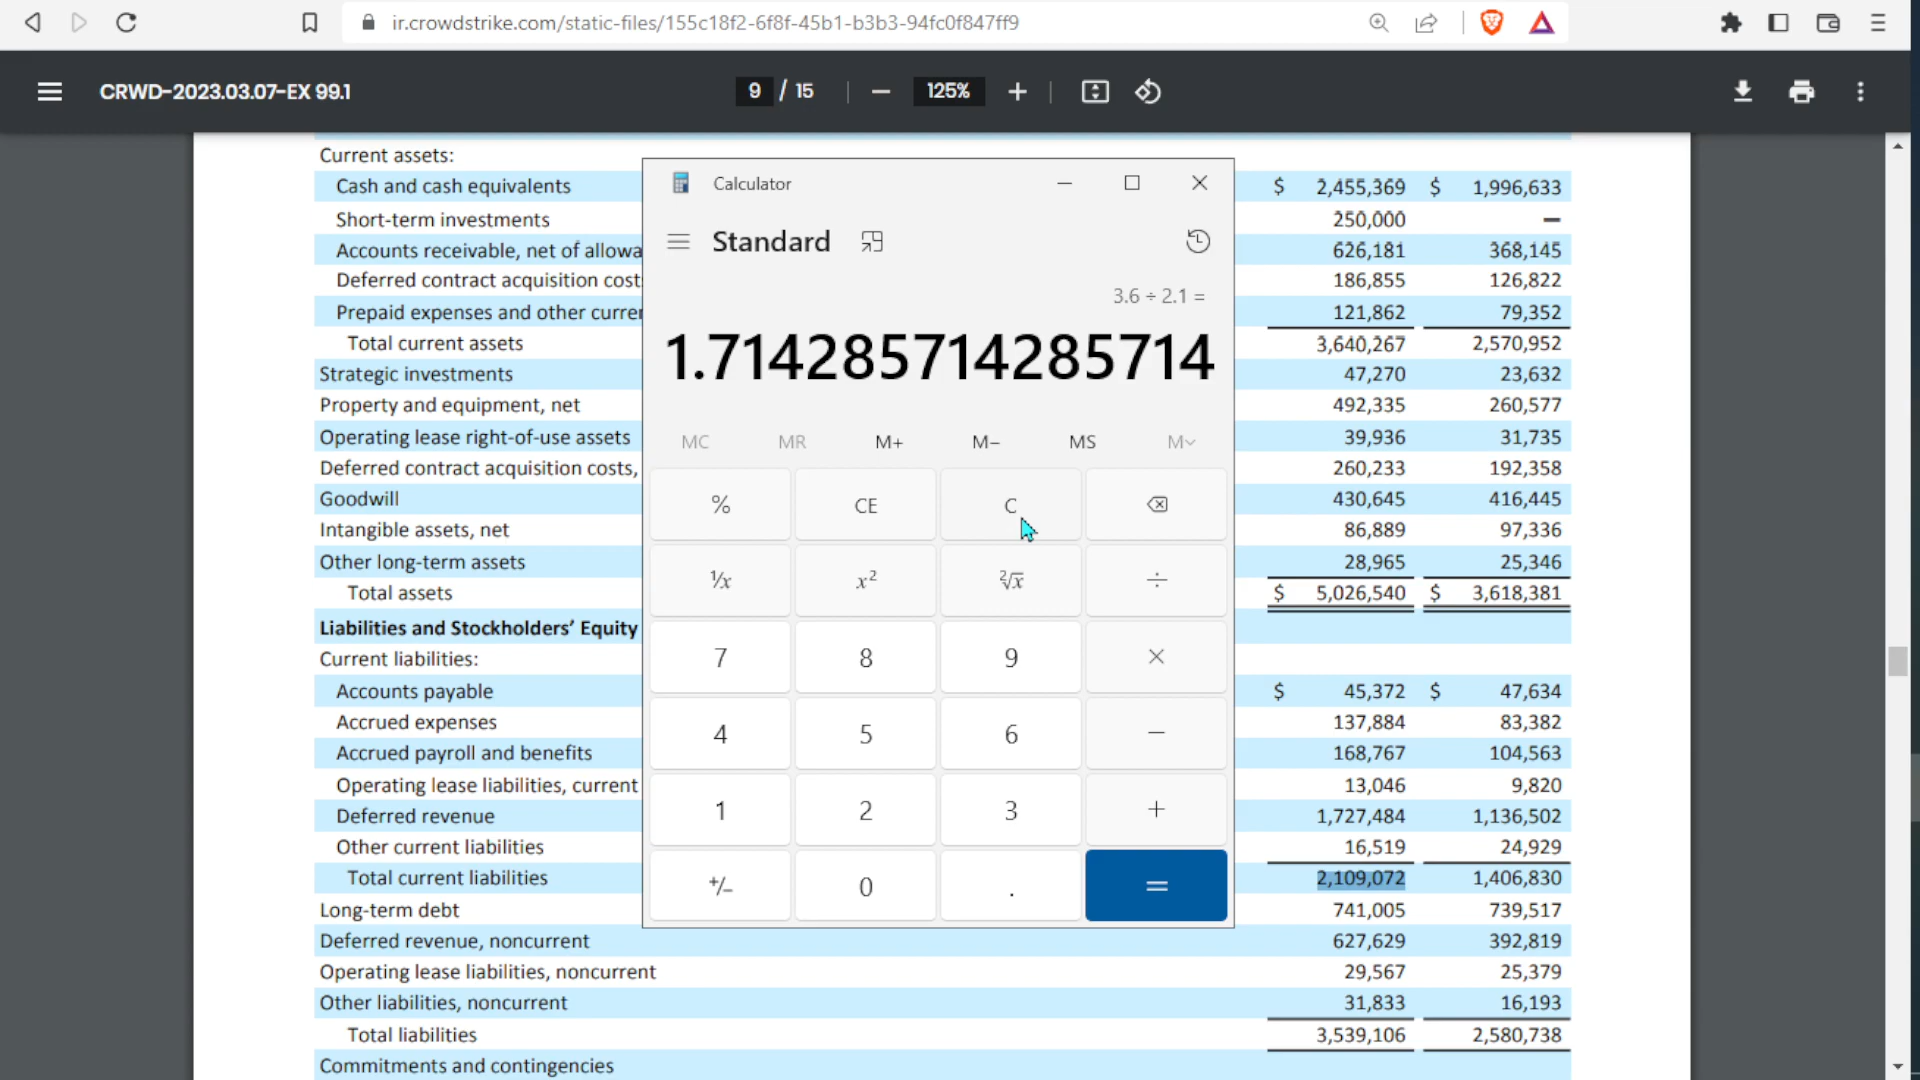 ir.crowdstrike.com/static-files/155c18f2-6f8f-45b1-b3b3-94fc0f847ff9
CRWD-2023.03.07-EX 99.1 9 / 15 — 125% +
Current assets:
Cash and cash equivalents $ 2,455,369 $ 1,996,633
Short-term investments 250,000 —
Accounts receivable, net of allowa 626,181 368,145
Deferred contract acquisition cost 186,855 126,822
Prepaid expenses and other curre 121,862 79,352
Total current assets 3,640,267 2,570,952
Strategic investments 47,270 23,632
Property and equipment, net 492,335 260,577
Operating lease right-of-use assets 39,936 31,735
Deferred contract acquisition costs, 260,233 192,358
Goodwill 430,645 416,445
Intangible assets, net 86,889 97,336
Other long-term assets 28,965 25,346
Total assets $ 5,026,540 $ 3,618,381
Liabilities and Stockholders’ Equity
Current liabilities:
Accounts payable $ 45,372 $ 47,634
Accrued expenses 137,884 83,382
Accrued payroll and benefits 168,767 104,563
Operating lease liabilities, current 13,046 9,820
Deferred revenue 1,727,484 1,136,502
Other current liabilities 16,519 24,929
Total current liabilities 2,109,072 1,406,830
Long-term debt 741,005 739,517
Deferred revenue, noncurrent 627,629 392,819
Operating lease liabilities, noncurrent 29,567 25,379
Other liabilities, noncurrent 31,833 16,193
Total liabilities 3,539,106 2,580,738
Commitments and contingencies
Calculator
Standard
3.6 ÷ 2.1 =
1.714285714285714
MC MR M+ M− MS M˅
% CE C
¹/x x² ²√x ÷
7 8 9 ×
4 5 6 −
1 2 3 +
+/− 0 . =